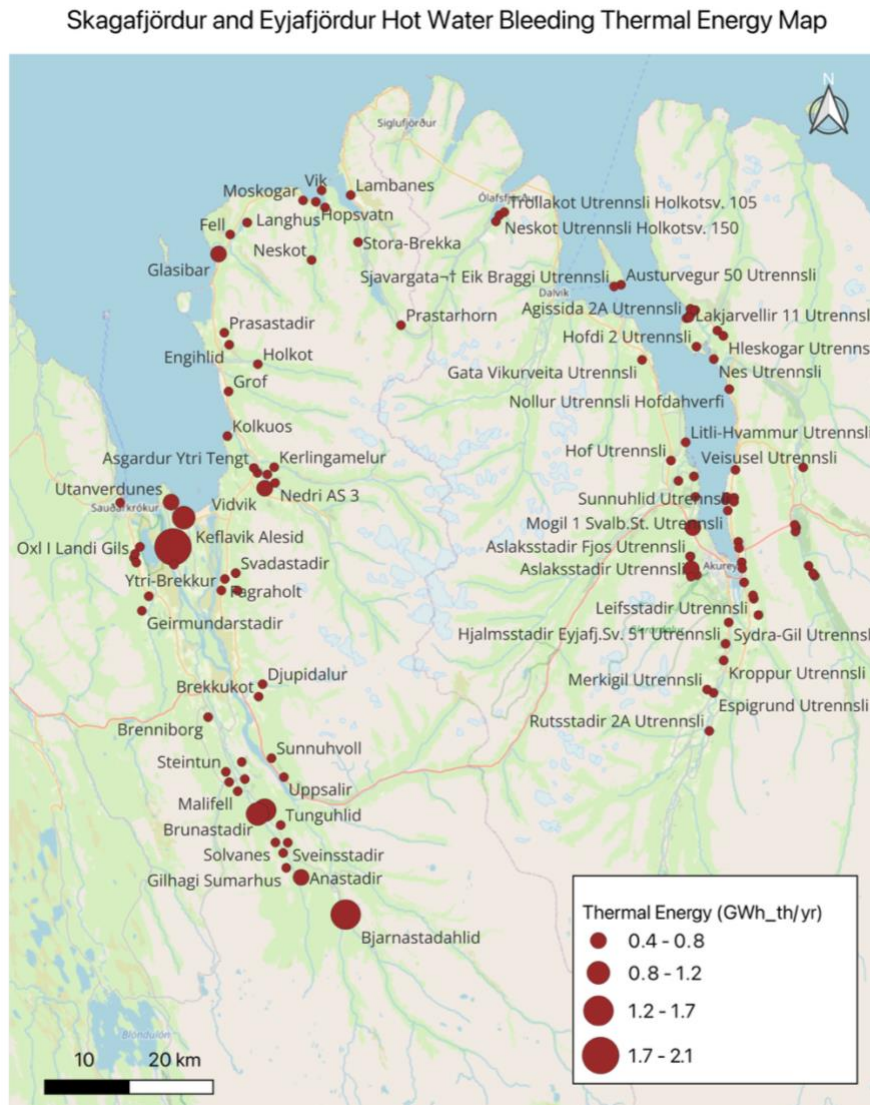 Skagafjördur and Eyjafjördur Hot Water Bleeding Thermal Energy Map
N
Siglufjörður
Vik
Lambanes
Moskogar
Hopsvatn
Langhus
Fell
Neskot
Stora-Brekka
Glasibar
Trollakot Utrennsli Holkotsv. 105
Neskot Utrennsli Holkotsv. 150
Sjavargata¬† Eik Braggi Utrennsli
Austurvegur 50 Utrennsli
Dalvík
Agissida 2A Utrennsli
Lakjarvellir 11 Utrennsl
Prastarhorn
Prasastadir
Hofdi 2 Utrennsli
Hleskogar Utrenns
Engihlid
Holkot
Gata Vikurveita Utrennsli
Nes Utrennsli
Grof
Nollur Utrennsli Hofdahverfi
Kolkuos
Litli-Hvammur Utrennsl
Asgardur Ytri Tengt
Kerlingamelur
Hof Utrennsli
Veisusel Utrennsli
Utanverdunes
Sauðárkrókur
Vidvik
Nedri AS 3
Sunnuhlid Utrennsli
Mogil 1 Svalb.St. Utrennsli
Keflavik Alesid
Oxl I Landi Gils
Aslaksstadir Fjos Utrennsli
Svadastadir
Aslaksstadir Utrennsli
Akurey
Ytri-Brekkur
Fagraholt
Geirmundarstadir
Leifsstadir Utrennsli
Hjalmsstadir Eyjafj.Sv. 51 Utrennsli
Sydra-Gil Utrennsl
Djupidalur
Brekkukot
Kroppur Utrennsli
Merkigil Utrennsli
Espigrund Utrennsli
Brenniborg
Rutsstadir 2A Utrennsli
Sunnuhvoll
Steintun
Uppsalir
Malifell
Tunguhlid
Brunastadir
Solvanes
Sveinsstadir
Gilhagi Sumarhus
Anastadir
Bjarnastadahlid
Blöndulón
Thermal Energy (GWh_th/yr)
0.4 - 0.8
0.8 - 1.2
1.2 - 1.7
1.7 - 2.1
10 20 km